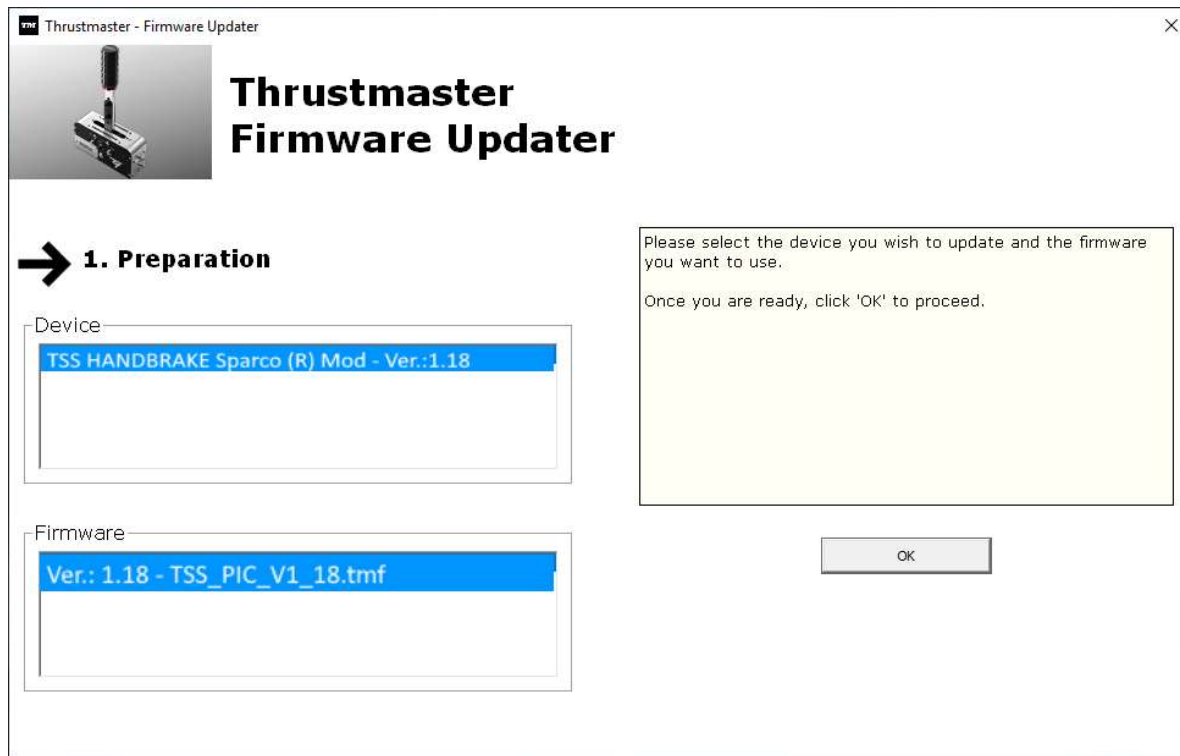 Thrustmaster - Firmware Updater
Thrustmaster
Firmware Updater
1. Preparation
Please select the device you wish to update and the firmware
you want to use.
Once you are ready, click 'OK' to proceed.
Device
TSS HANDBRAKE Sparco (R) Mod - Ver.:1.18
Firmware
Ver.: 1.18 - TSS_PIC_V1_18.tmf
OK